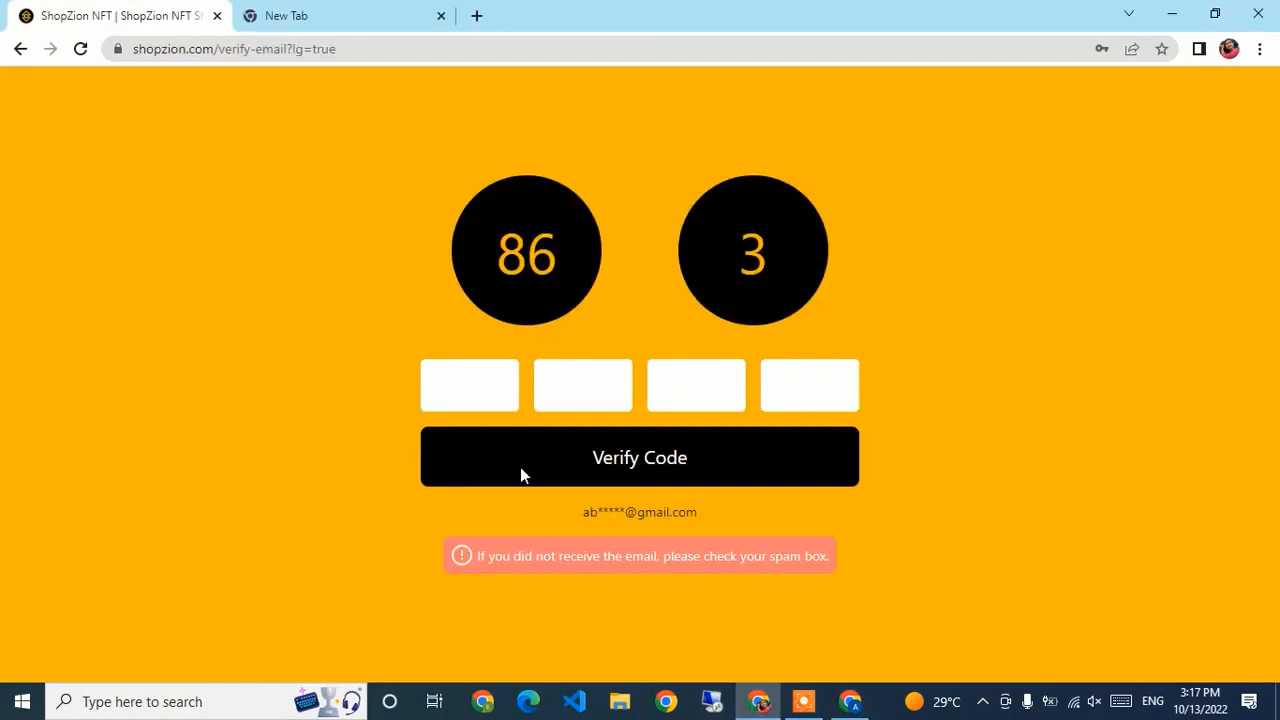 ShopZion NFT | ShopZion NFT S
New Tab
shopzion.com/verify-email?lg=true
86
3
Verify Code
ab*****@gmail.com
If you did not receive the email, please check your spam box.
Type here to search
29°C
ENG
3:17 PM
10/13/2022